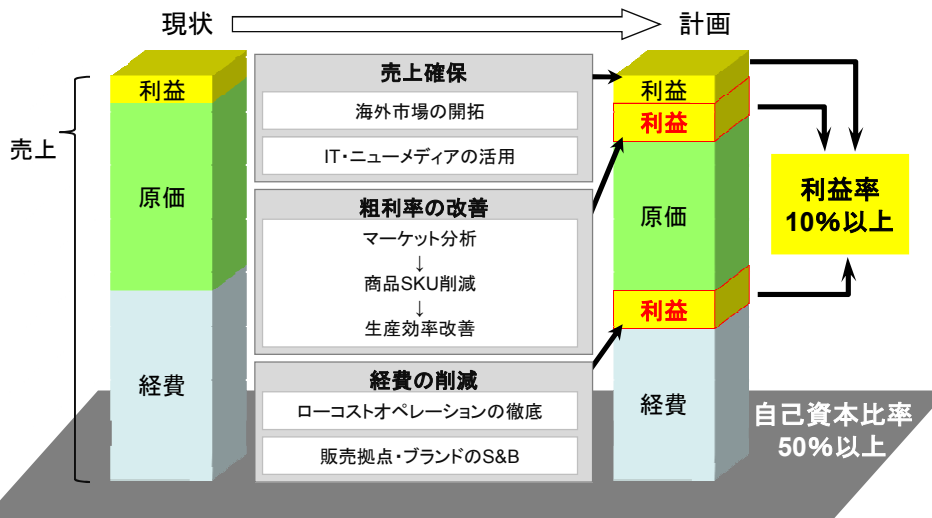 現状
計画
売上
利益
原価
経費
売上確保
海外市場の開拓
IT・ニューメディアの活用
粗利率の改善
マーケット分析
↓
商品SKU削減
↓
生産効率改善
経費の削減
ローコストオペレーションの徹底
販売拠点・ブランドのS&B
利益
利益
原価
利益
経費
利益率
10%以上
自己資本比率
50%以上